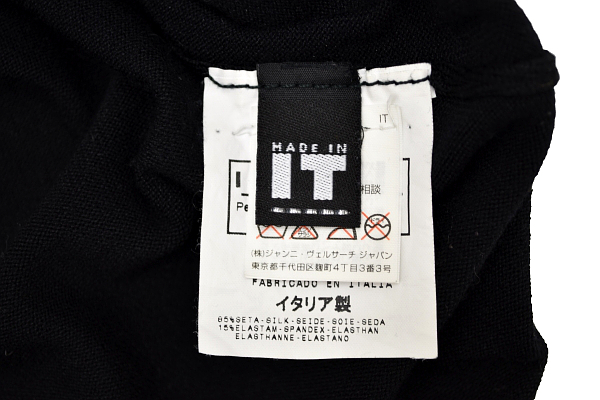 IT
MADE IN
IT
相談
(株)ジャンニ・ヴェルサーチ ジャパン
東京都千代田区麹町4丁目3番3号
FABRICADO EN ITALIA
イタリア製
85%SETA-SILK-SEIDE-SOIE-SEDA
15%ELASTAM-SPANDEX-ELASTHAN
ELASTHANNE-ELASTANO